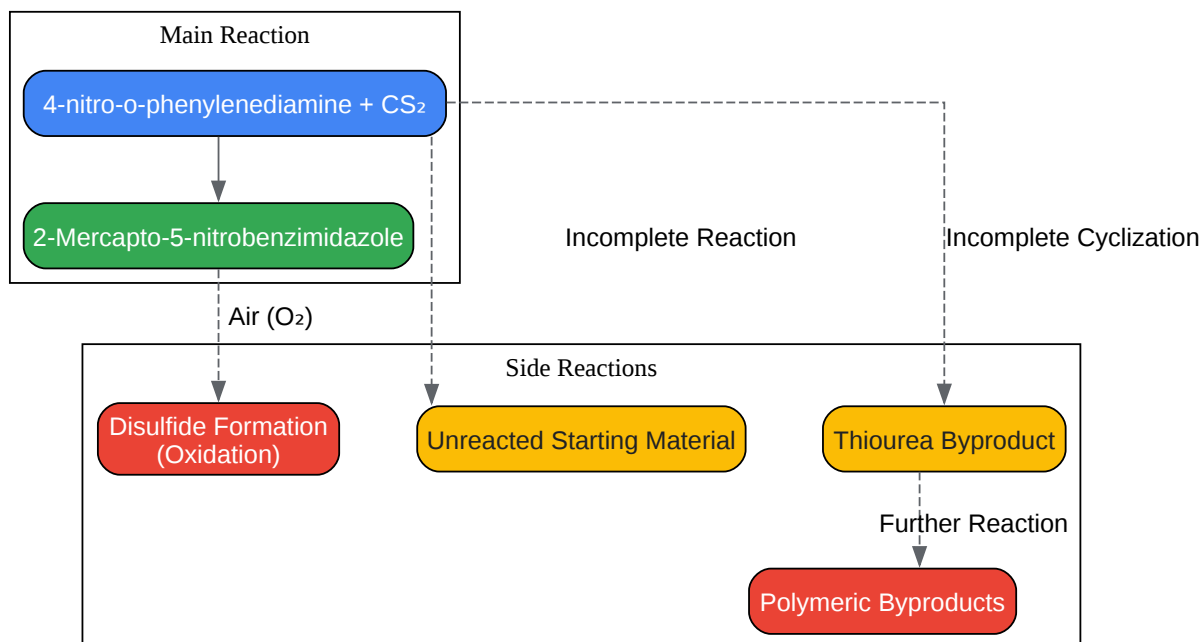 Main Reaction
4-nitro-o-phenylenediamine + CS₂
2-Mercapto-5-nitrobenzimidazole
Incomplete Reaction
Incomplete Cyclization
Air (O₂)
Side Reactions
Disulfide Formation
(Oxidation)
Unreacted Starting Material
Thiourea Byproduct
Further Reaction
Polymeric Byproducts